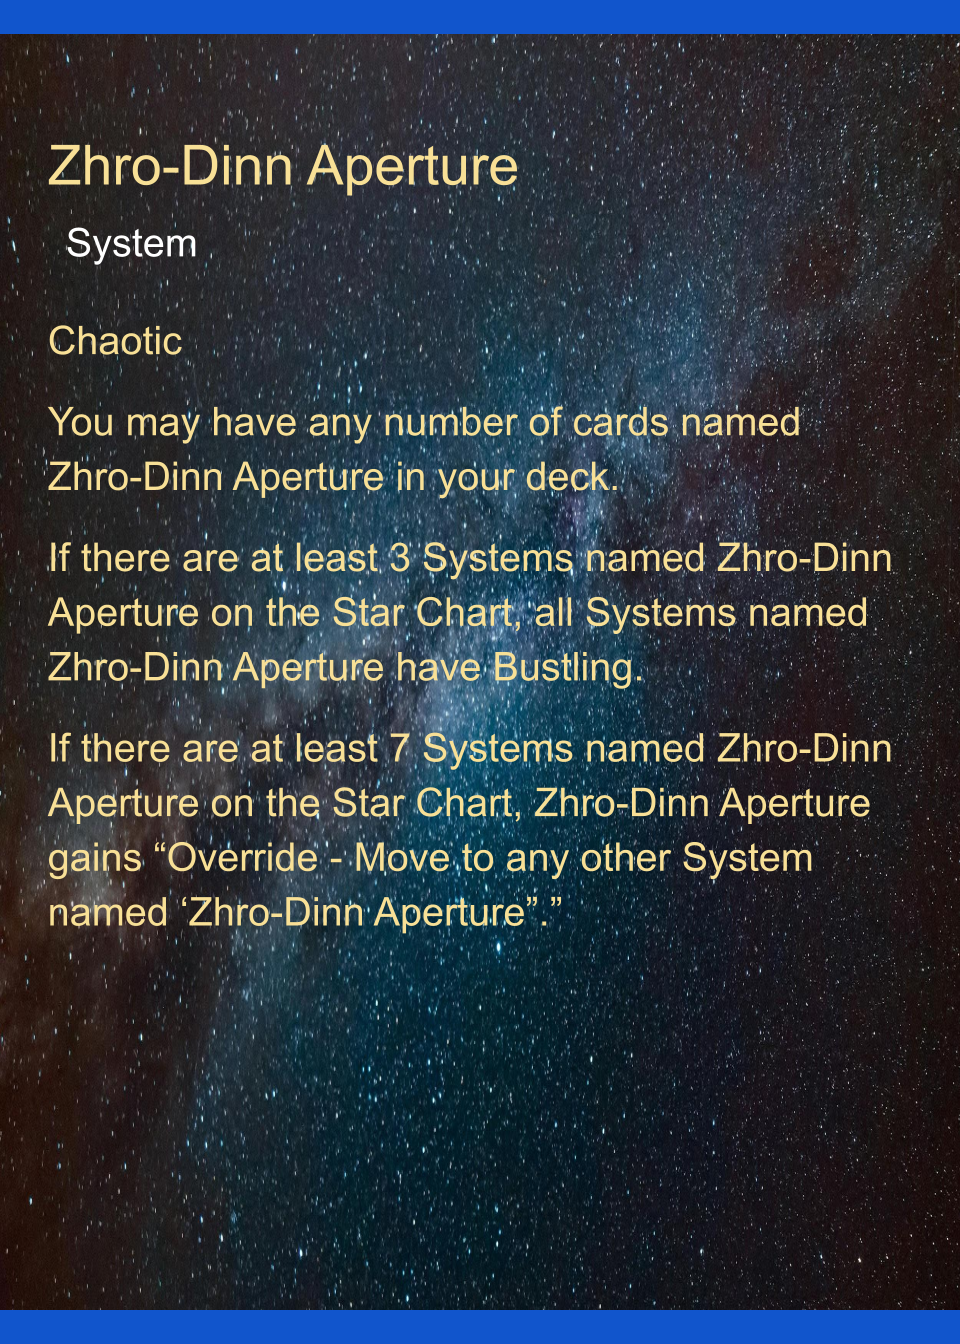 Zhro-Dinn Aperture
System
Chaotic
You may have any number of cards named
Zhro-Dinn Aperture in your deck.
If there are at least 3 Systems named Zhro-Dinn
Aperture on the Star Chart, all Systems named
Zhro-Dinn Aperture have Bustling.
If there are at least 7 Systems named Zhro-Dinn
Aperture on the Star Chart, Zhro-Dinn Aperture
gains “Override - Move to any other System
named ‘Zhro-Dinn Aperture”.”